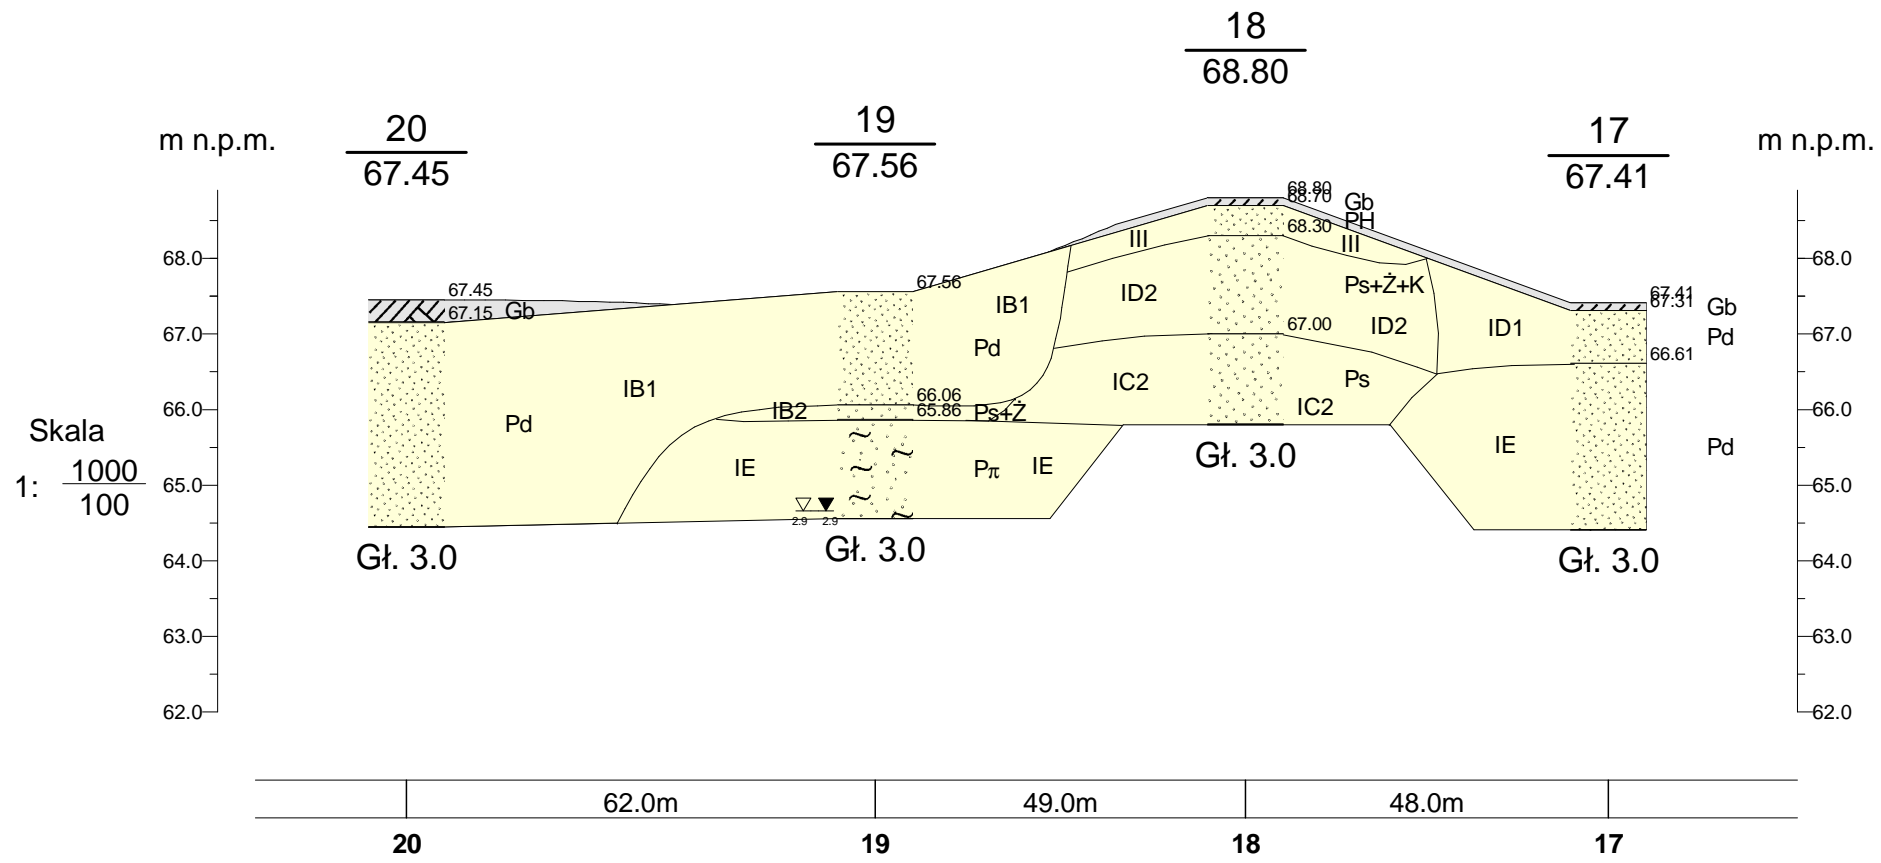 18
68.80
19
67.56
20
67.45
17
67.41
m n.p.m.
m n.p.m.
68.80
68.70
Gb
PH
68.30
III
III
68.0
68.0
67.56
67.45
67.15
Gb
IB1
ID2
Ps+Ż+K
ID2
ID1
67.41
67.31
Gb
Pd
67.0
67.0
67.00
Pd
66.61
IB1
IC2
Ps
IC2
66.06
65.86
Ps+Ż
IB2
66.0
66.0
Pd
Skala
1:
1000
100
IE
Pπ
IE
IE
Pd
Gł. 3.0
65.0
65.0
2.9
2.9
Gł. 3.0
Gł. 3.0
Gł. 3.0
64.0
64.0
63.0
63.0
62.0
62.0
62.0m
49.0m
48.0m
20
19
18
17